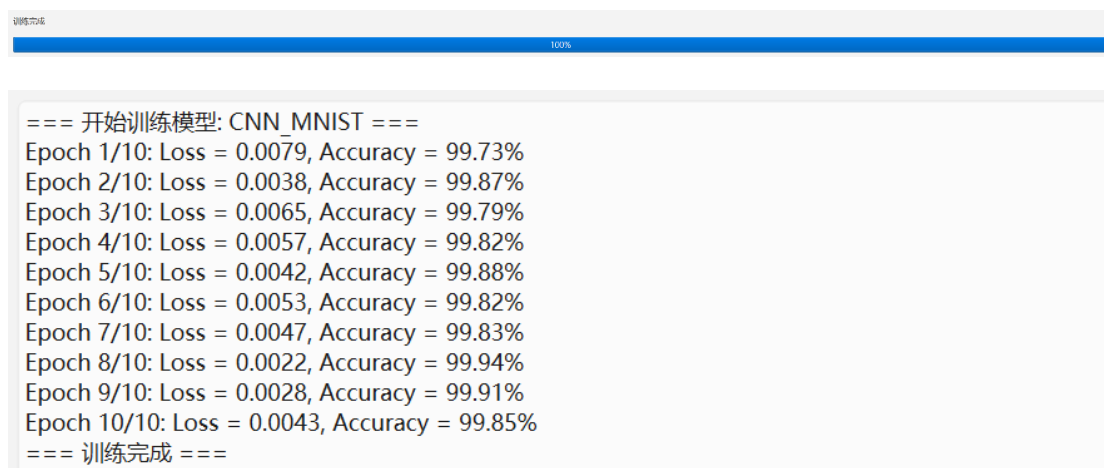 训练完成
100%
=== 开始训练模型: CNN_MNIST ===
Epoch 1/10: Loss = 0.0079, Accuracy = 99.73%
Epoch 2/10: Loss = 0.0038, Accuracy = 99.87%
Epoch 3/10: Loss = 0.0065, Accuracy = 99.79%
Epoch 4/10: Loss = 0.0057, Accuracy = 99.82%
Epoch 5/10: Loss = 0.0042, Accuracy = 99.88%
Epoch 6/10: Loss = 0.0053, Accuracy = 99.82%
Epoch 7/10: Loss = 0.0047, Accuracy = 99.83%
Epoch 8/10: Loss = 0.0022, Accuracy = 99.94%
Epoch 9/10: Loss = 0.0028, Accuracy = 99.91%
Epoch 10/10: Loss = 0.0043, Accuracy = 99.85%
=== 训练完成 ===